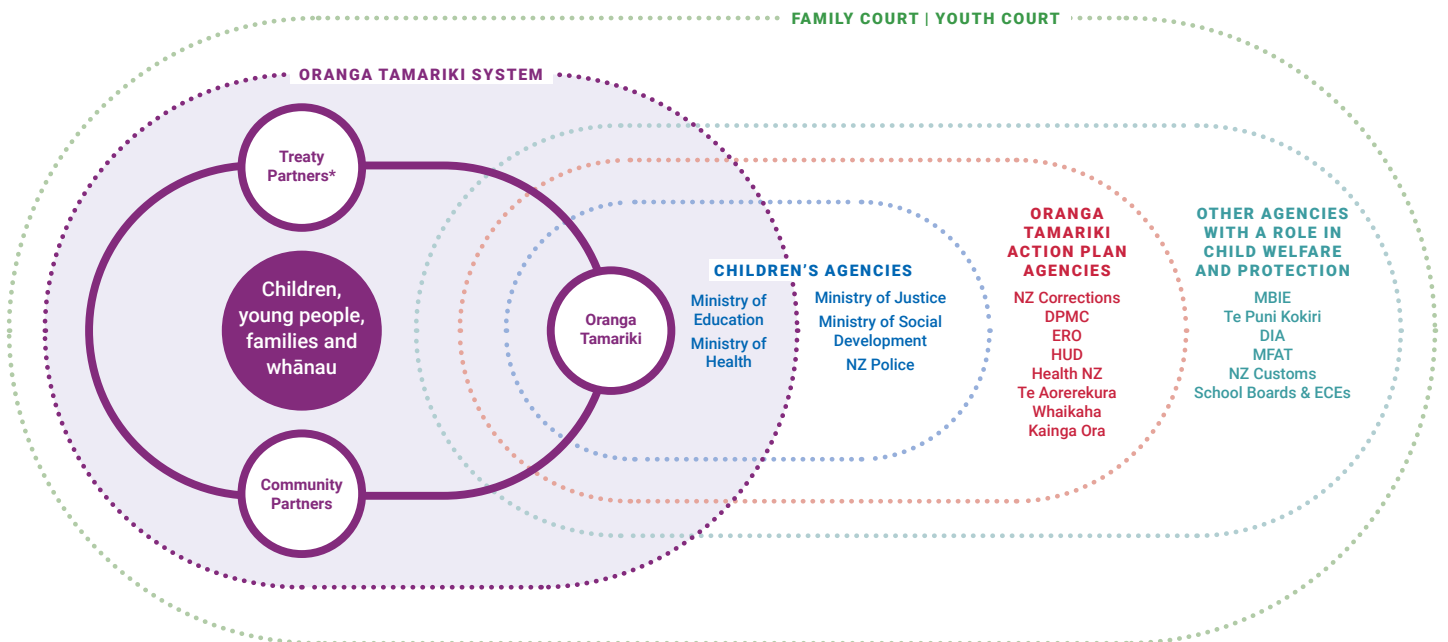 FAMILY COURT | YOUTH COURT
ORANGA TAMARIKI SYSTEM
Treaty
Partners*
Children,
young people,
families and
whānau
Community
Partners
Oranga
Tamariki
CHILDREN'S AGENCIES
Ministry of
Education
Ministry of
Health
Ministry of Justice
Ministry of Social
Development
NZ Police
ORANGA
TAMARIKI
ACTION PLAN
AGENCIES
NZ Corrections
DPMC
ERO
HUD
Health NZ
Te Aorerekura
Whaikaha
Kainga Ora
OTHER AGENCIES
WITH A ROLE IN
CHILD WELFARE
AND PROTECTION
MBIE
Te Puni Kokiri
DIA
MFAT
NZ Customs
School Boards & ECEs